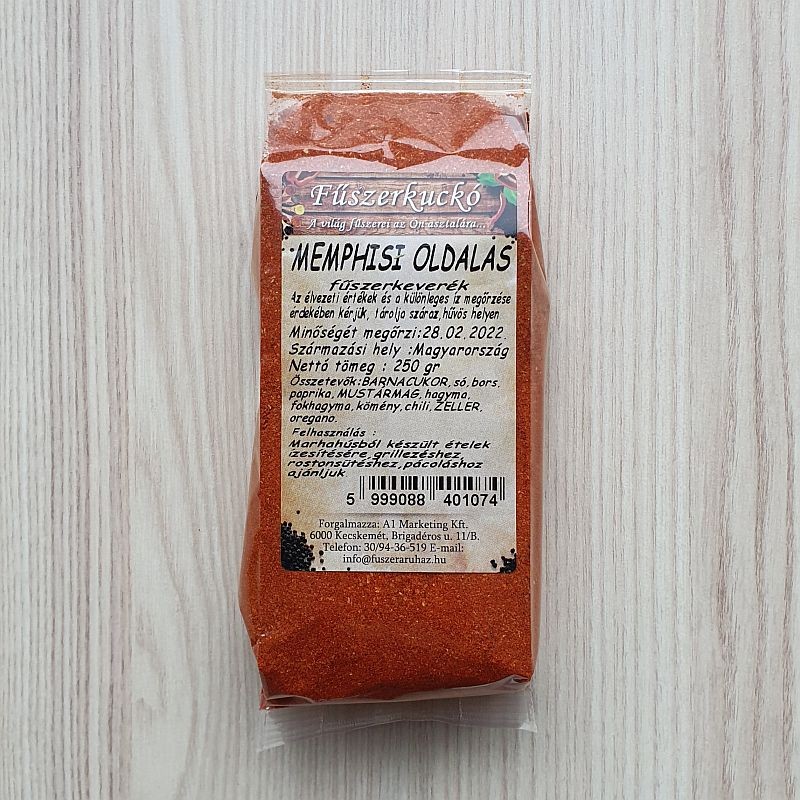 Fűszerkuckó
A világ fűszerei az Ön asztalára...
MEMPHISI OLDALAS
fűszerkeverék
Az élvezeti értékek és a különleges íz megőrzése
érdekében kérjük, tárolja száraz,hűvös helyen.
Minőségét megőrzi:28.02.2022.
Származási hely :Magyarország
Nettó tömeg : 250 gr
Összetevők:BARNACUKOR, só, bors,
paprika, MUSTÁRMAG, hagyma,
fokhagyma, kömény, chili, ZELLER,
oregano.
Felhasználás :
Marhahúsból készült ételek
ízesítésére,grillezéshez,
rostonsütéshez,pácoláshoz
ajánljuk
5 999088 401074
Forgalmazza: A1 Marketing Kft.
6000 Kecskemét, Brigadéros u. 11/B.
Telefon: 30/94-36-519 E-mail:
info@fuszeraruhaz.hu